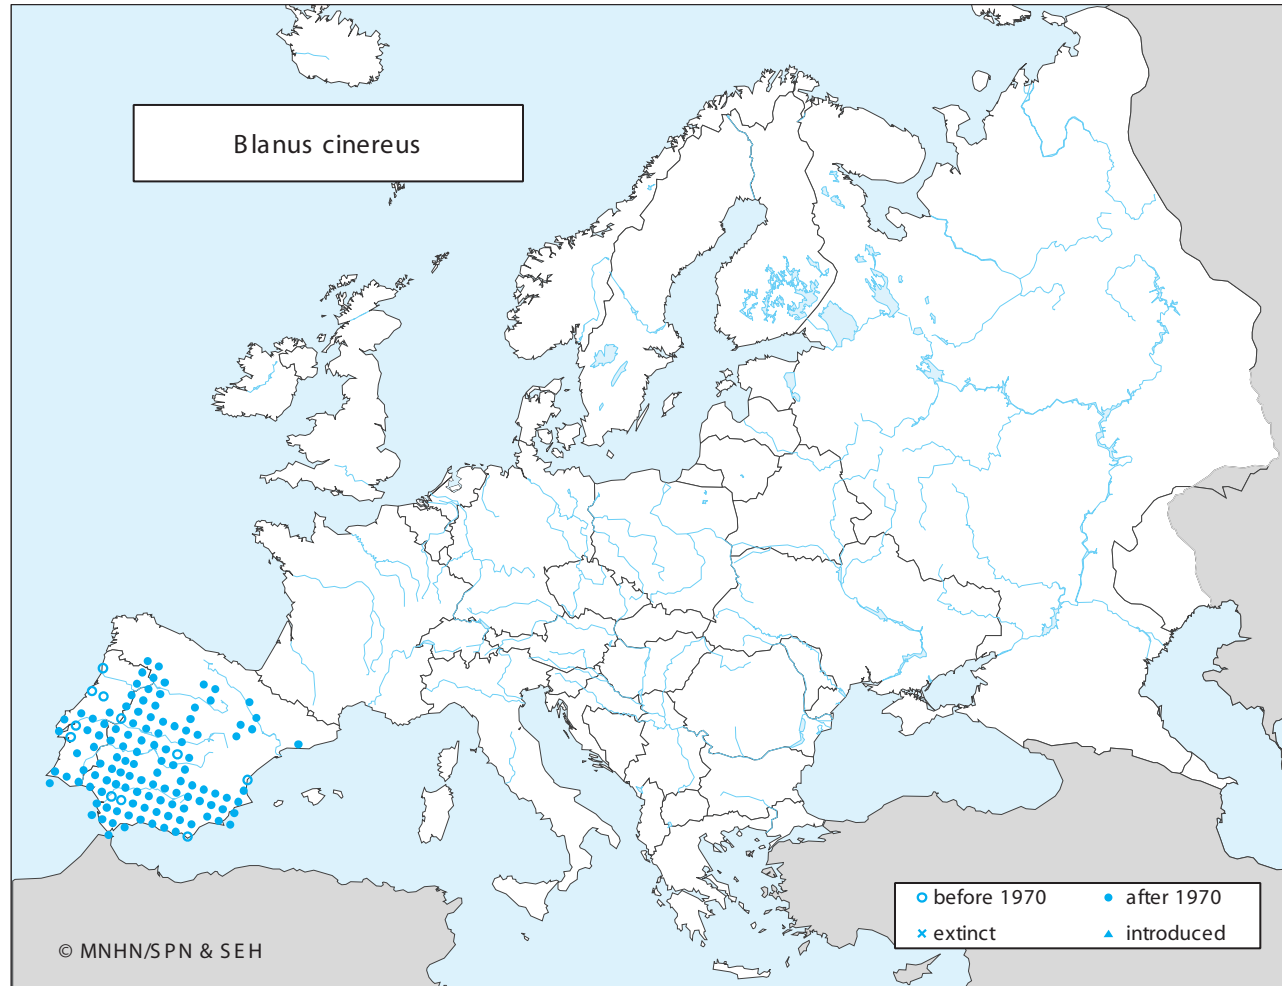 Blanus cinereus
before 1970
after 1970
extinct
introduced
© MNHN/SPN & SEH